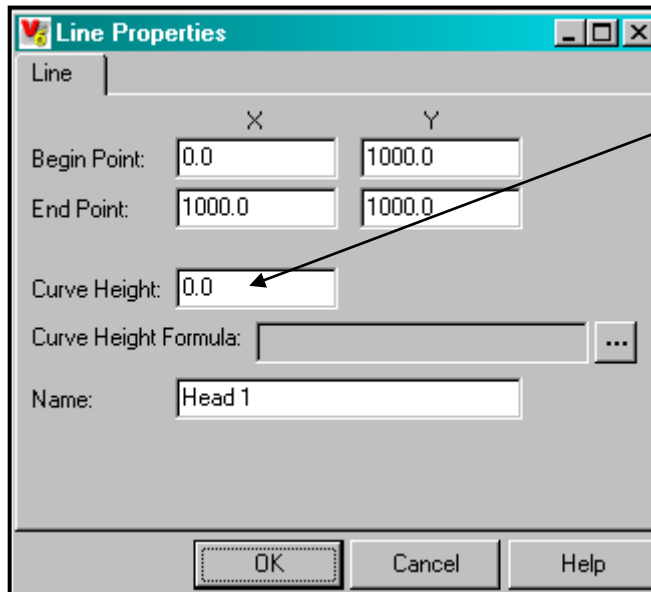 V6 Line Properties
Line
X Y
Begin Point: 0.0 1000.0
End Point: 1000.0 1000.0
Curve Height: 0.0
Curve Height Formula: ...
Name: Head 1
OK Cancel Help